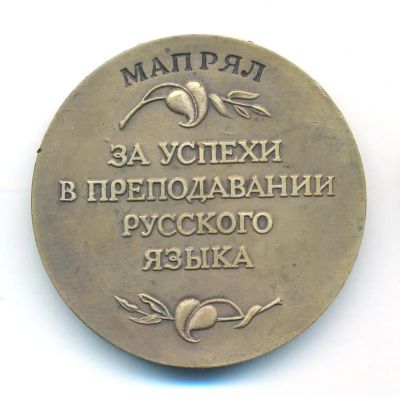 МАПРЯЛ
ЗА УСПЕХИ
В ПРЕПОДАВАНИИ
РУССКОГО
ЯЗЫКА